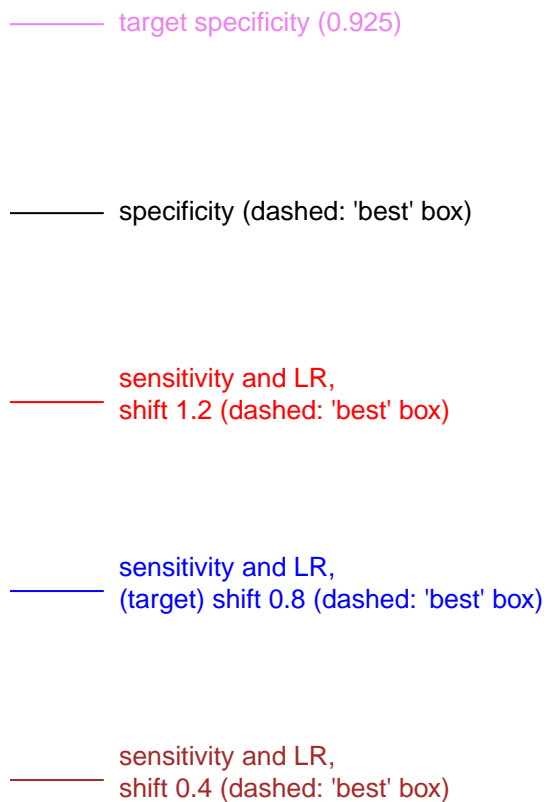 target specificity (0.925)
specificity (dashed: 'best' box)
sensitivity and LR,
shift 1.2 (dashed: 'best' box)
sensitivity and LR,
(target) shift 0.8 (dashed: 'best' box)
sensitivity and LR,
shift 0.4 (dashed: 'best' box)